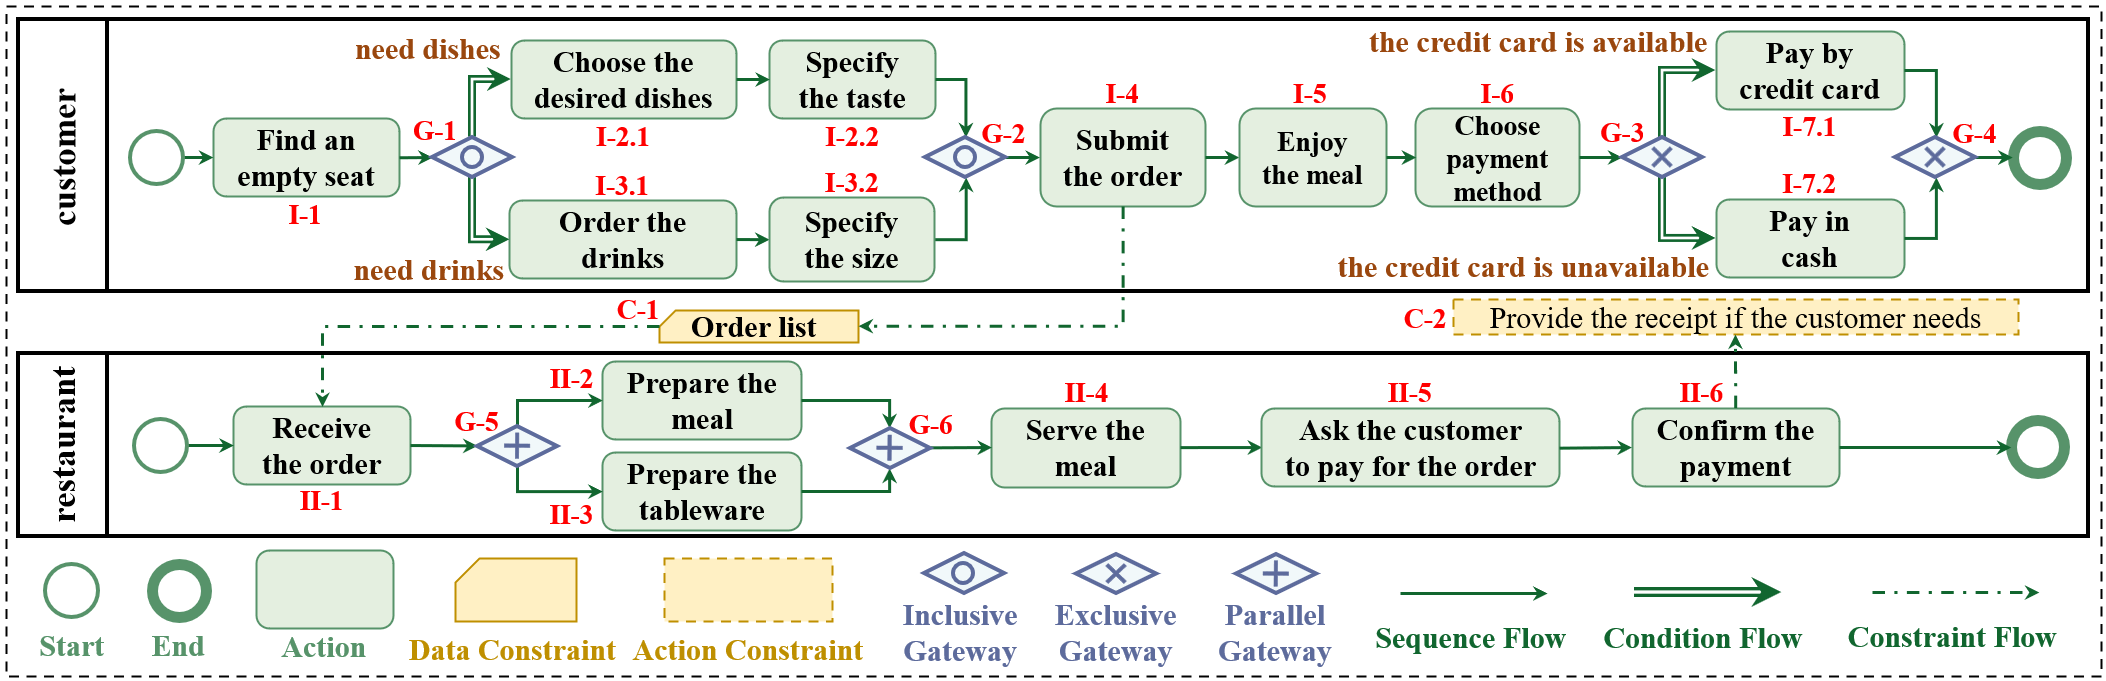 customer
need dishes
Choose the
desired dishes
I-2.1
Specify
the taste
I-2.2
Find an
empty seat
I-1
G-1
need drinks
I-3.1
Order the
drinks
I-3.2
Specify
the size
G-2
I-4
Submit
the order
I-5
Enjoy
the meal
I-6
Choose
payment
method
G-3
the credit card is available
Pay by
credit card
I-7.1
the credit card is unavailable
I-7.2
Pay in
cash
G-4
C-1
Order list
C-2
Provide the receipt if the customer needs
restaurant
Receive
the order
II-1
G-5
II-2
Prepare the
meal
II-3
Prepare the
tableware
G-6
II-4
Serve the
meal
II-5
Ask the customer
to pay for the order
II-6
Confirm the
payment
Start
End
Action
Data Constraint
Action Constraint
Inclusive
Gateway
Exclusive
Gateway
Parallel
Gateway
Sequence Flow
Condition Flow
Constraint Flow